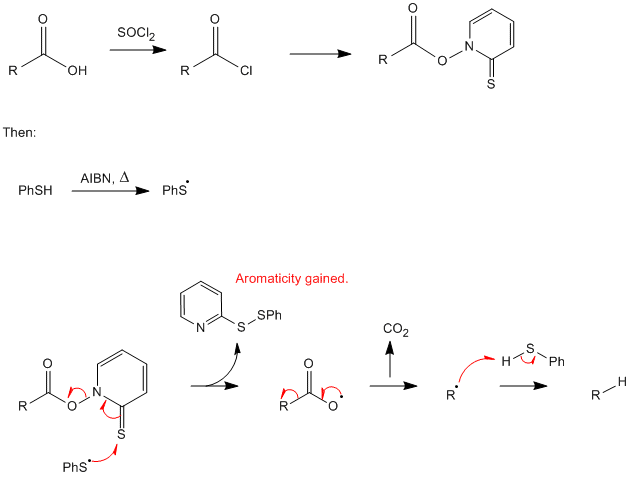 O
SOCl2
O
O
R
OH
R
Cl
R
O
N
S
Then:
PhSH
AIBN, Δ
PhS•
Aromaticity gained.
N
S
SPh
CO2
O
R
O
N
S
PhS•
O
R
O•
R•
H
S
Ph
R
H